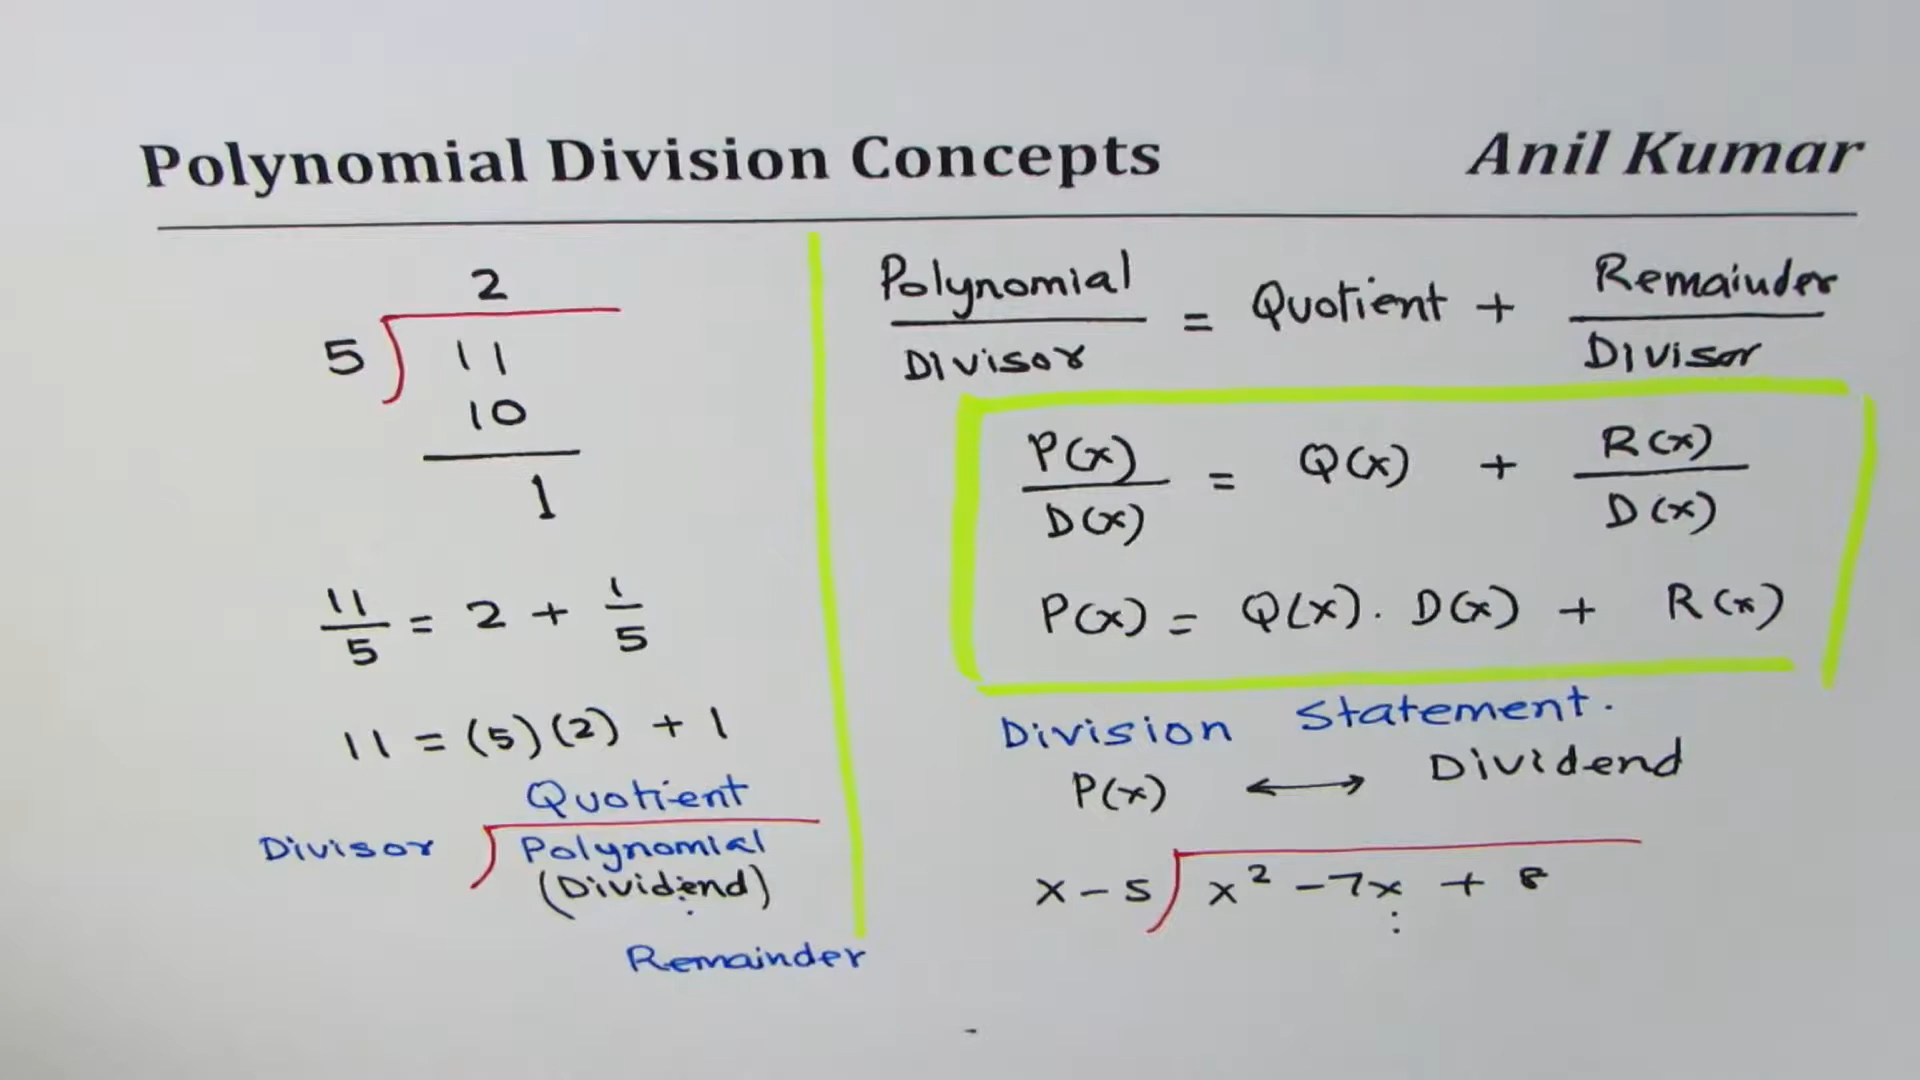 Polynomial Division Concepts
Anil Kumar
2
5 ) 11
10
1
11/5 = 2 + 1/5
11 = (5)(2) + 1
Quotient
Divisor ) Polynomial
(Dividend)
Remainder
Polynomial/Divisor = Quotient + Remainder/Divisor
P(x)/D(x) = Q(x) + R(x)/D(x)
P(x) = Q(x) . D(x) + R(x)
Division Statement.
P(x) ⟷ Dividend
x - 5 ) x² - 7x + 8